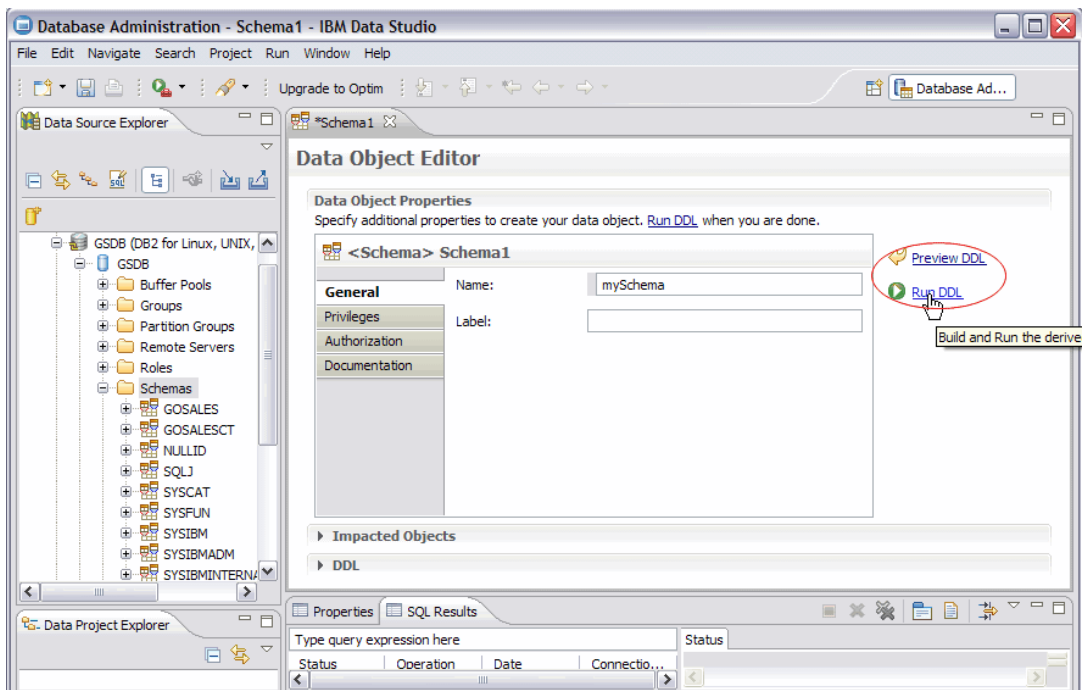 Database Administration - Schema1 - IBM Data Studio
File Edit Navigate Search Project Run Window Help
Upgrade to Optim
Database Ad...
Data Source Explorer
*Schema1
Data Object Editor
Data Object Properties
Specify additional properties to create your data object. Run DDL when you are done.
<Schema> Schema1
General
Privileges
Authorization
Documentation
Name: mySchema
Label:
Preview DDL
Run DDL
Build and Run the derive
SQL
GSDB (DB2 for Linux, UNIX,
GSDB
Buffer Pools
Groups
Partition Groups
Remote Servers
Roles
Schemas
GOSALES
GOSALESCT
NULLID
SQLJ
SYSCAT
SYSFUN
SYSIBM
SYSIBMADM
SYSIBMINTERNA
Impacted Objects
DDL
Data Project Explorer
Properties
SQL Results
Type query expression here
Status Operation Date Connectio...
Status